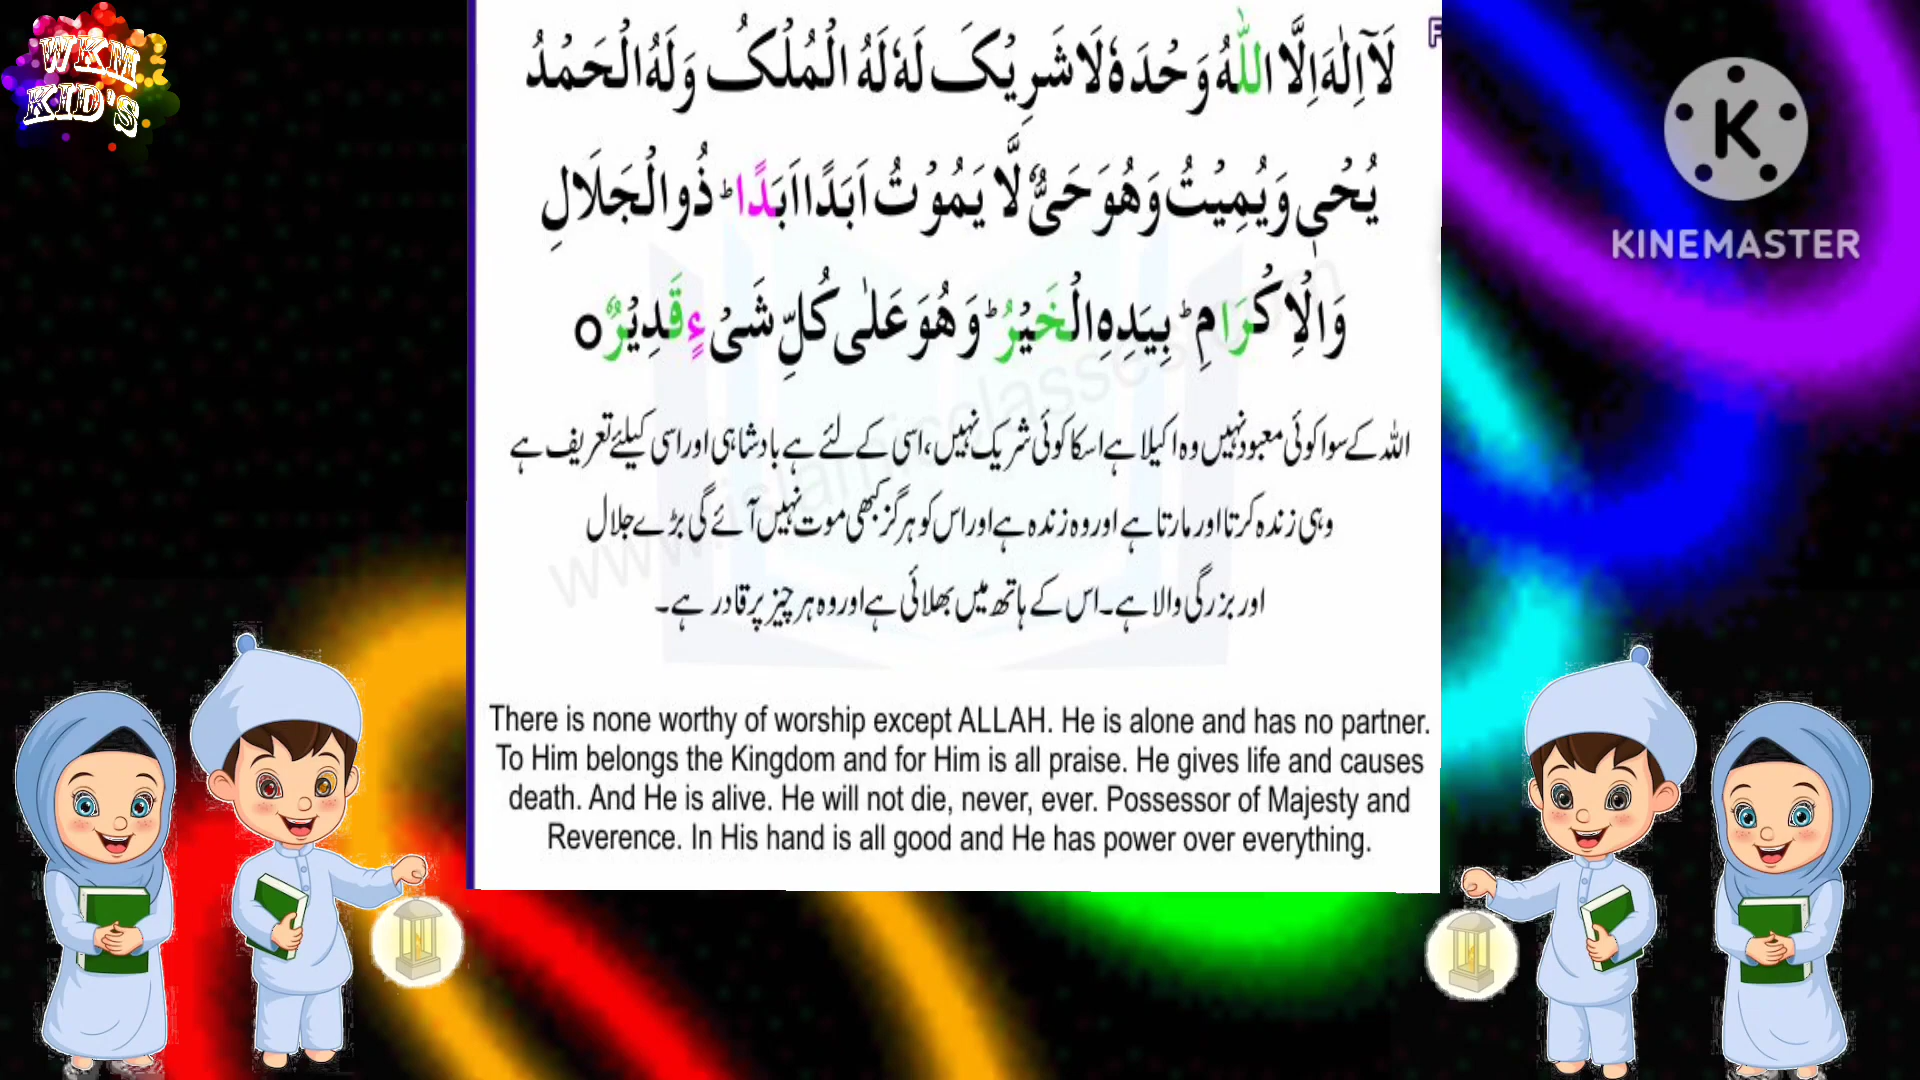 WKM
KID'S
لَآ اِلٰهَ اِلَّا اللّٰهُ وَحْدَهٗ لَا شَرِيْكَ لَهٗ لَهُ الْمُلْكُ وَلَهُ الْحَمْدُ
يُحْيٖ وَيُمِيْتُ وَهُوَ حَيٌّ لَّا يَمُوْتُ اَبَدًا اَبَدًا ؕ ذُو الْجَلَالِ
وَالْاِكْرَامِ ؕ بِيَدِهِ الْخَيْرُ ؕ وَهُوَ عَلٰى كُلِّ شَیْءٍ قَدِيْرٌ ○
اللہ کے سوا کوئی معبود نہیں وہ اکیلا ہے اسکا کوئی شریک نہیں، اسی کے لئے ہے بادشاہی اور اسی کیلئے تعریف ہے
وہی زندہ کرتا اور مارتا ہے اور وہ زندہ ہے اور اس کو ہرگز کبھی موت نہیں آئے گی بڑے جلال
اور بزرگی والا ہے۔ اس کے ہاتھ میں بھلائی ہے اور وہ ہر چیز پر قادر ہے۔
There is none worthy of worship except ALLAH. He is alone and has no partner.
To Him belongs the Kingdom and for Him is all praise. He gives life and causes
death. And He is alive. He will not die, never, ever. Possessor of Majesty and
Reverence. In His hand is all good and He has power over everything.
www.islamicclasses.com
K
KINEMASTER